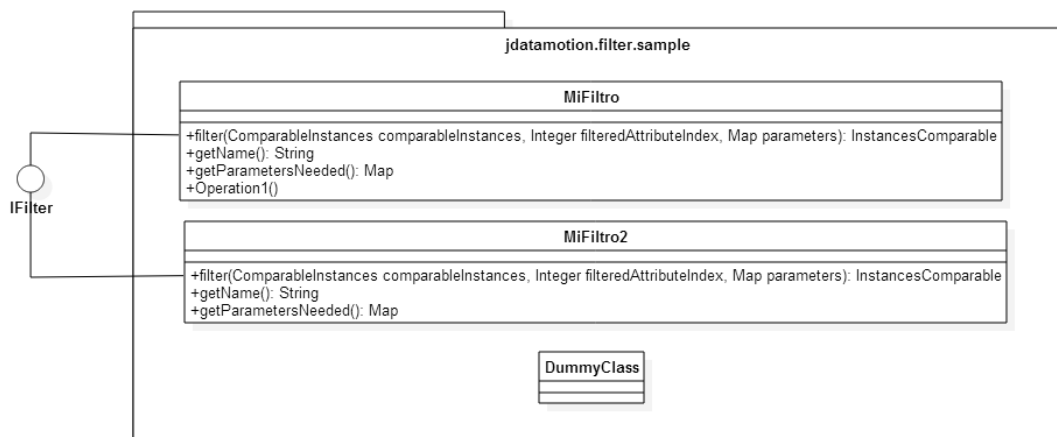 jdatamotion.filter.sample
MiFiltro
+filter(ComparableInstances comparableInstances, Integer filteredAttributeIndex, Map parameters): InstancesComparable
+getName(): String
+getParametersNeeded(): Map
+Operation1()
IFilter
MiFiltro2
+filter(ComparableInstances comparableInstances, Integer filteredAttributeIndex, Map parameters): InstancesComparable
+getName(): String
+getParametersNeeded(): Map
DummyClass